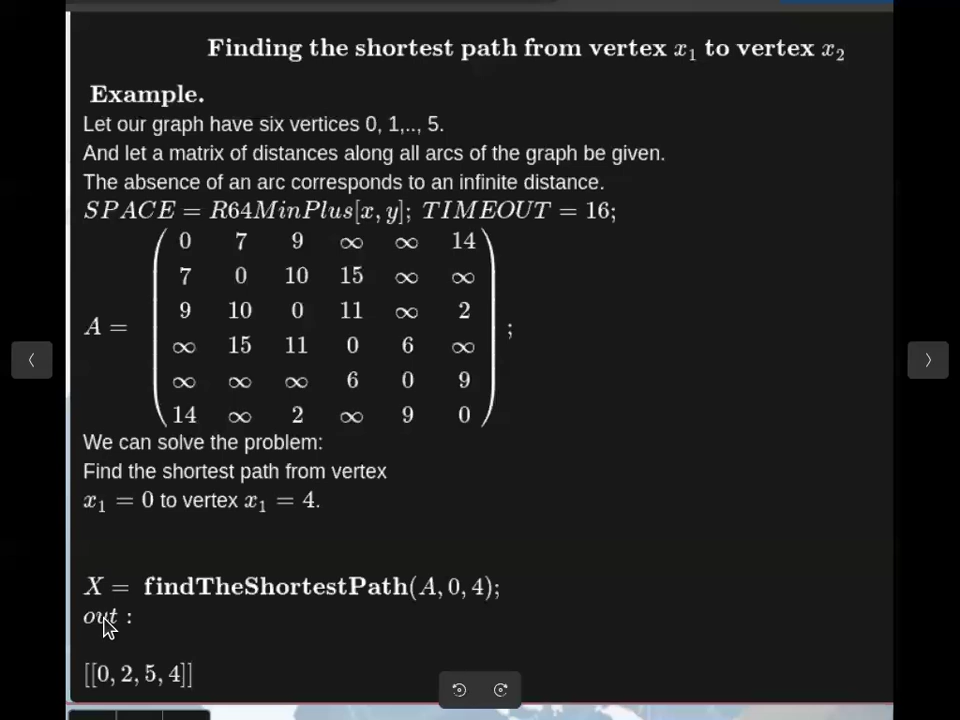 Finding the shortest path from vertex x₁ to vertex x₂
Example.
Let our graph have six vertices 0, 1,.., 5.
And let a matrix of distances along all arcs of the graph be given.
The absence of an arc corresponds to an infinite distance.
SPACE = R64MinPlus[x, y]; TIMEOUT = 16;
A = 
0 7 9 ∞ ∞ 14
7 0 10 15 ∞ ∞
9 10 0 11 ∞ 2
∞ 15 11 0 6 ∞
∞ ∞ ∞ 6 0 9
14 ∞ 2 ∞ 9 0
;
We can solve the problem:
Find the shortest path from vertex
x₁ = 0 to vertex x₁ = 4.
X = findTheShortestPath(A, 0, 4);
out :
[[0, 2, 5, 4]]